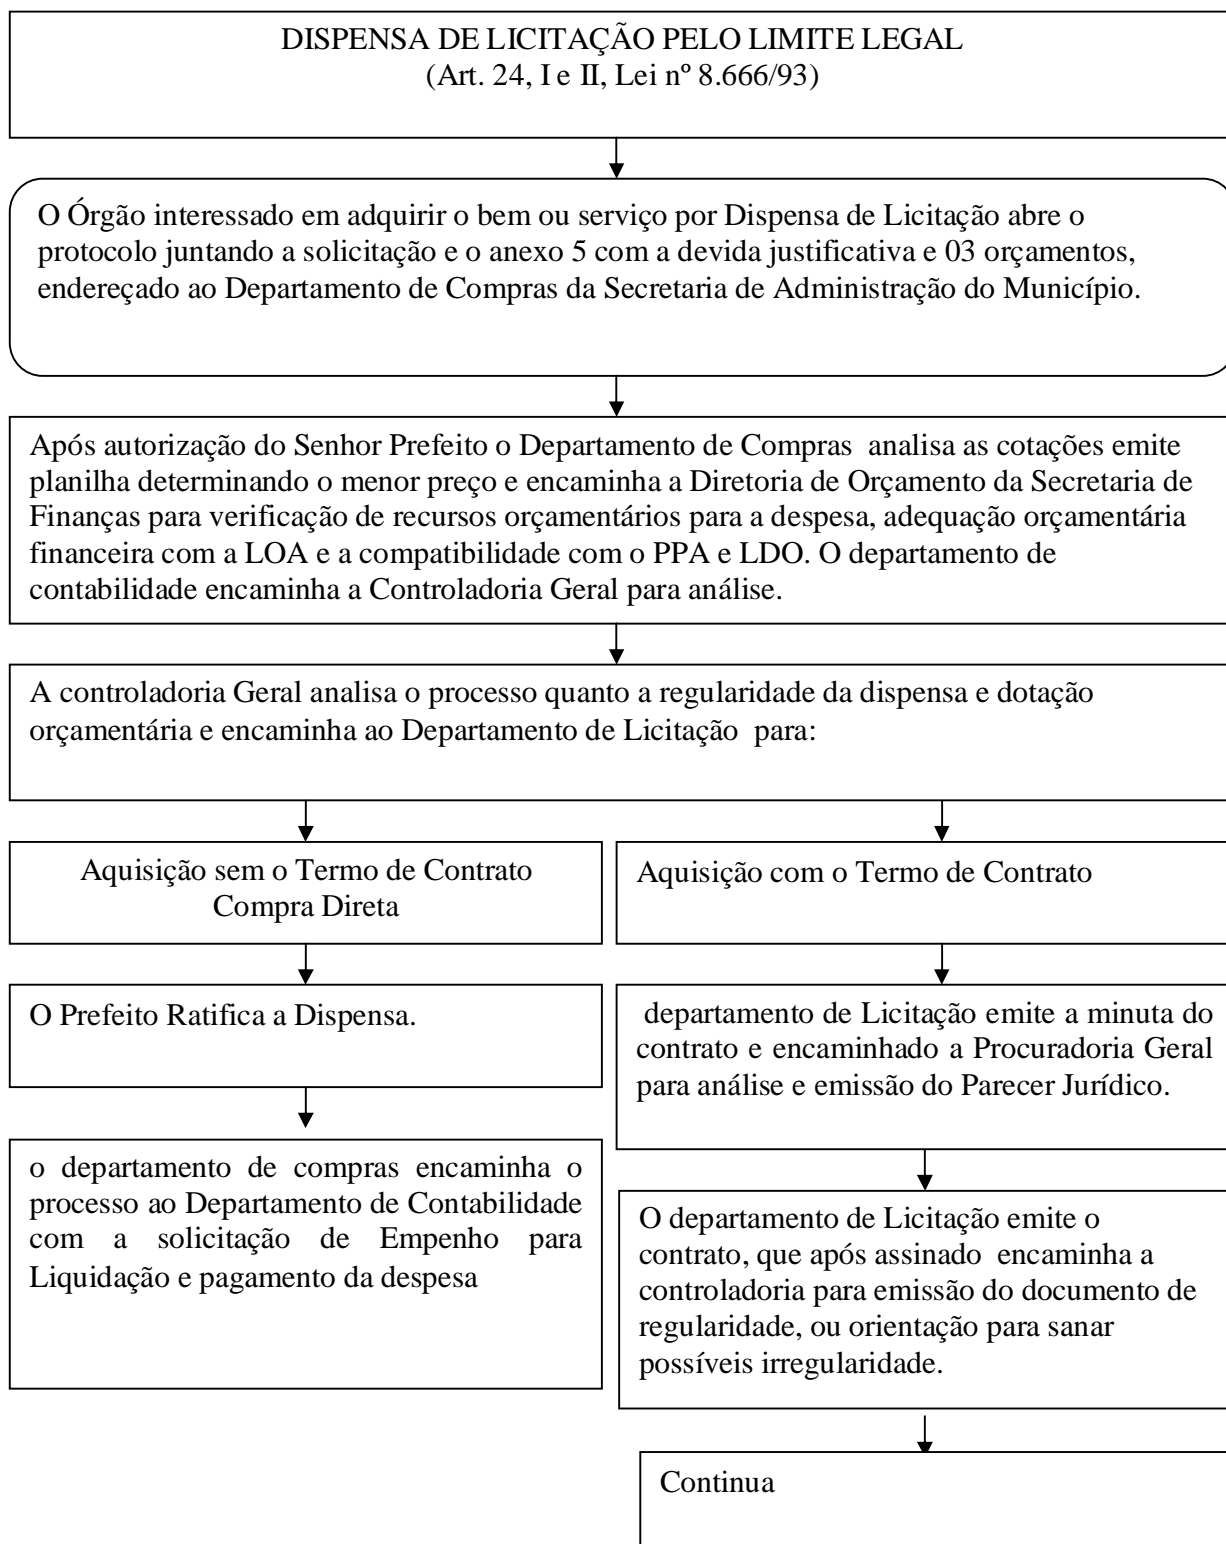 DISPENSA DE LICITAÇÃO PELO LIMITE LEGAL
(Art. 24, I e II, Lei nº 8.666/93)
O Órgão interessado em adquirir o bem ou serviço por Dispensa de Licitação abre o
protocolo juntando a solicitação e o anexo 5 com a devida justificativa e 03 orçamentos,
endereçado ao Departamento de Compras da Secretaria de Administração do Município.
Após autorização do Senhor Prefeito o Departamento de Compras analisa as cotações emite
planilha determinando o menor preço e encaminha a Diretoria de Orçamento da Secretaria de
Finanças para verificação de recursos orçamentários para a despesa, adequação orçamentária
financeira com a LOA e a compatibilidade com o PPA e LDO. O departamento de
contabilidade encaminha a Controladoria Geral para análise.
A controladoria Geral analisa o processo quanto a regularidade da dispensa e dotação
orçamentária e encaminha ao Departamento de Licitação para:
Aquisição sem o Termo de Contrato
Compra Direta
O Prefeito Ratifica a Dispensa.
o departamento de compras encaminha o
processo ao Departamento de Contabilidade
com a solicitação de Empenho para
Liquidação e pagamento da despesa
Aquisição com o Termo de Contrato
departamento de Licitação emite a minuta do
contrato e encaminhado a Procuradoria Geral
para análise e emissão do Parecer Jurídico.
O departamento de Licitação emite o
contrato, que após assinado encaminha a
controladoria para emissão do documento de
regularidade, ou orientação para sanar
possíveis irregularidade.
Continua